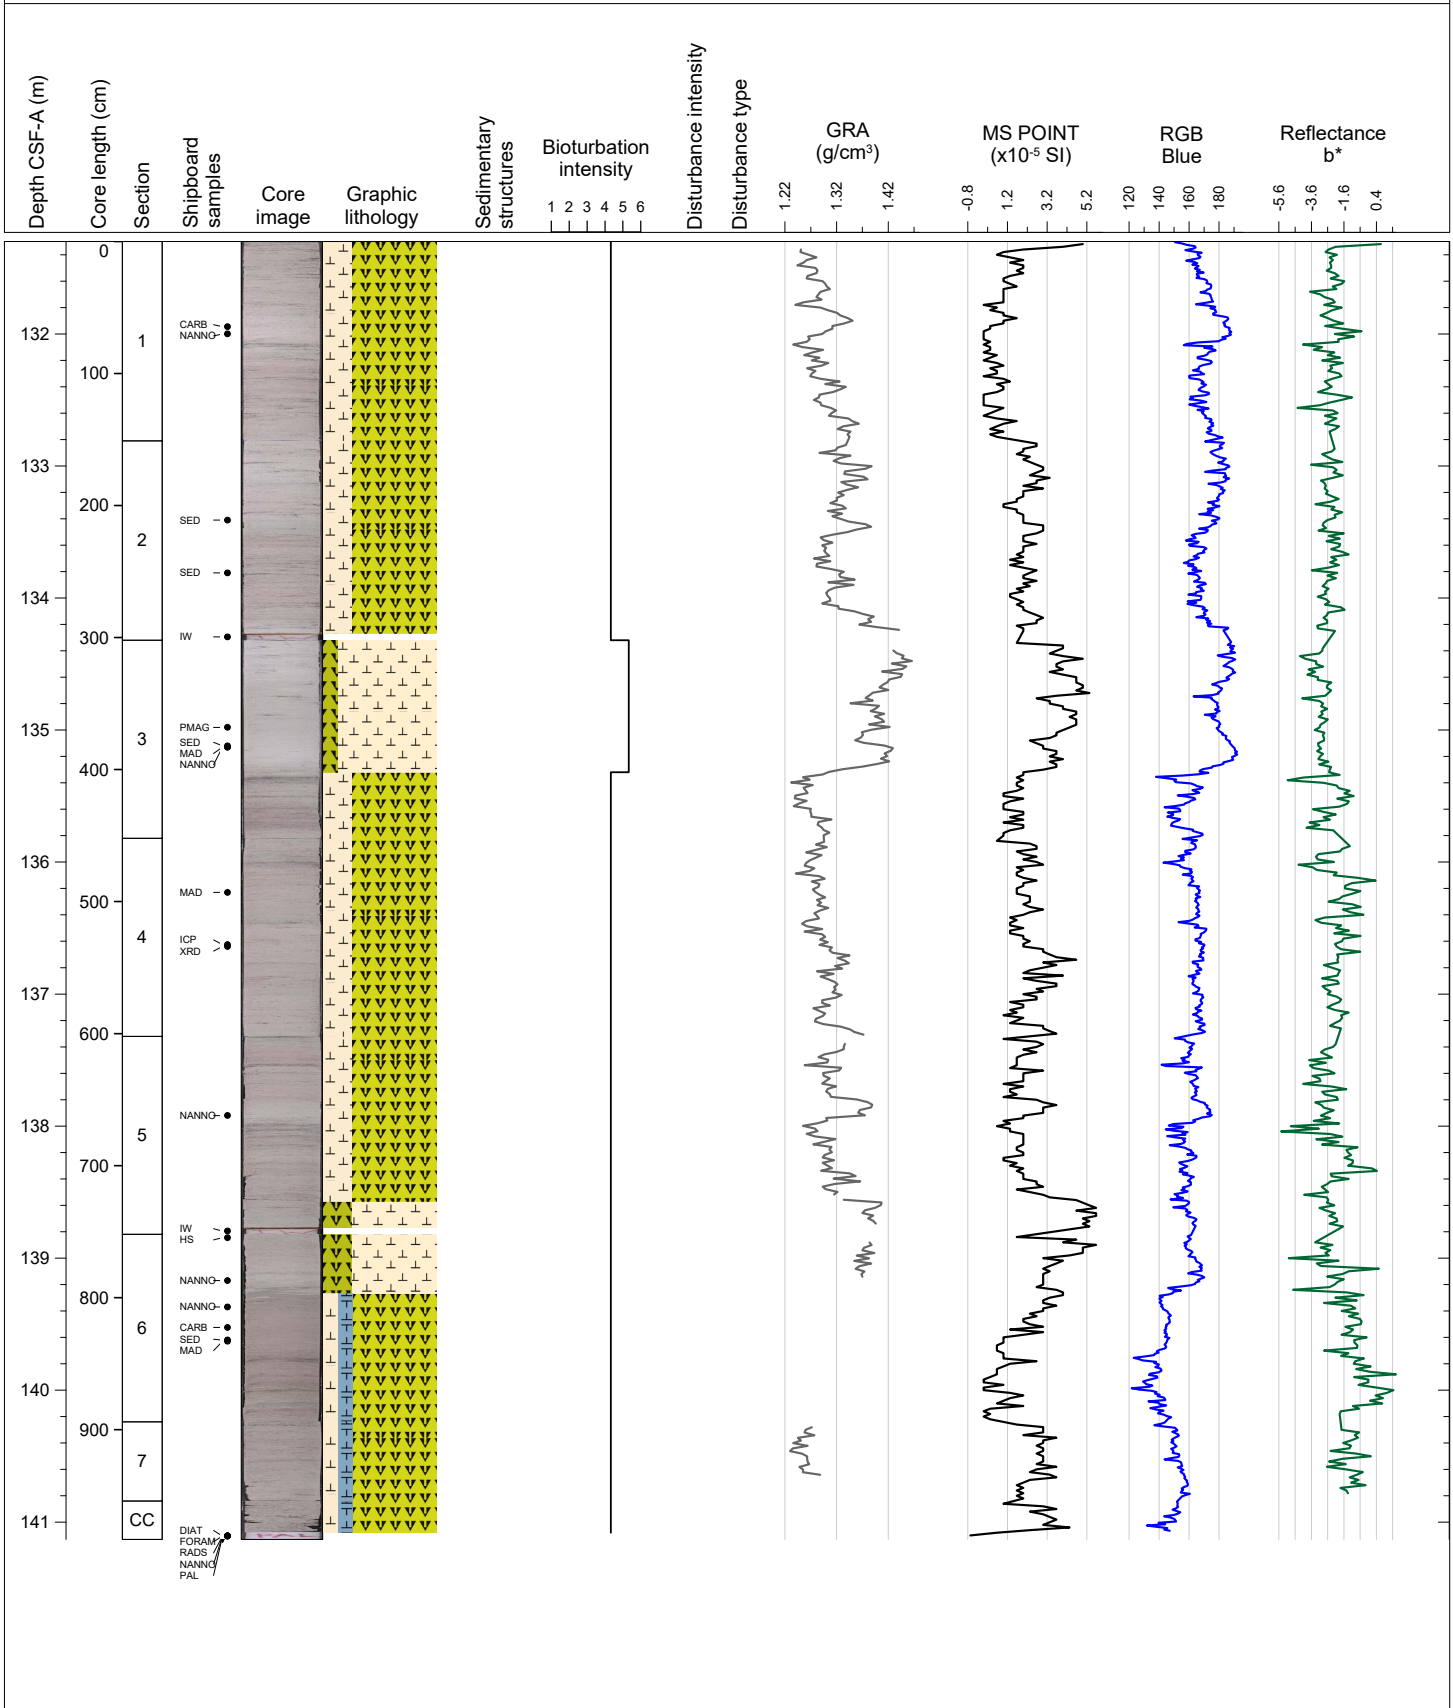 Depth CSF-A (m)
Core length (cm)
Section
Shipboard
samples
Core
image
Graphic
lithology
Sedimentary
structures
Bioturbation
intensity
1 2 3 4 5 6
Disturbance intensity
Disturbance type
GRA
(g/cm³)
1.22 1.32 1.42
MS POINT
(x10⁻⁵ SI)
-0.8 1.2 3.2 5.2
RGB
Blue
120 140 160 180
Reflectance
b*
-5.6 -3.6 -1.6 0.4
0
CARB
132
NANNO
1
100
133
200
SED
2
SED
134
300
IW
PMAG
135
3
SED
MAD
NANNO
400
136
MAD
500
4
ICP
XRD
137
600
NANNO
138
5
700
IW
HS
139
NANNO
800
NANNO
6
CARB
SED
MAD
140
900
7
CC
141
DIAT
PAL
FORAM
RADS
NANNO
PAL